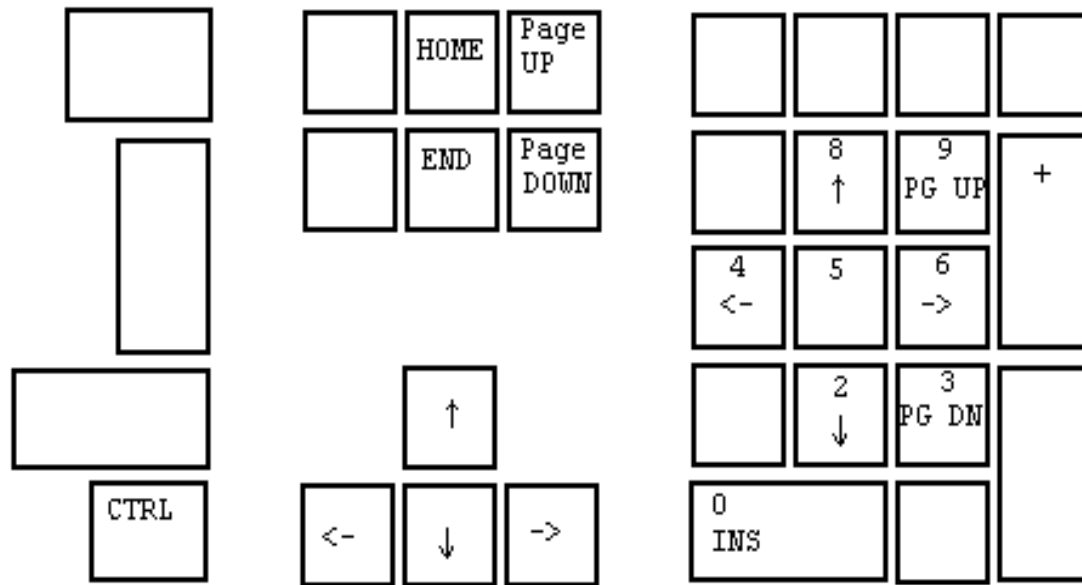 HOME
Page
UP
END
Page
DOWN
8
↑
9
PG UP
+
4
<-
5
6
->
↑
2
↓
3
PG DN
CTRL
<-
↓
->
0
INS